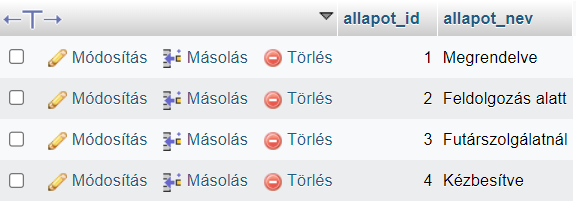 allapot_id allapot_nev
Módosítás Másolás Törlés 1 Megrendelve
Módosítás Másolás Törlés 2 Feldolgozás alatt
Módosítás Másolás Törlés 3 Futárszolgálatnál
Módosítás Másolás Törlés 4 Kézbesítve